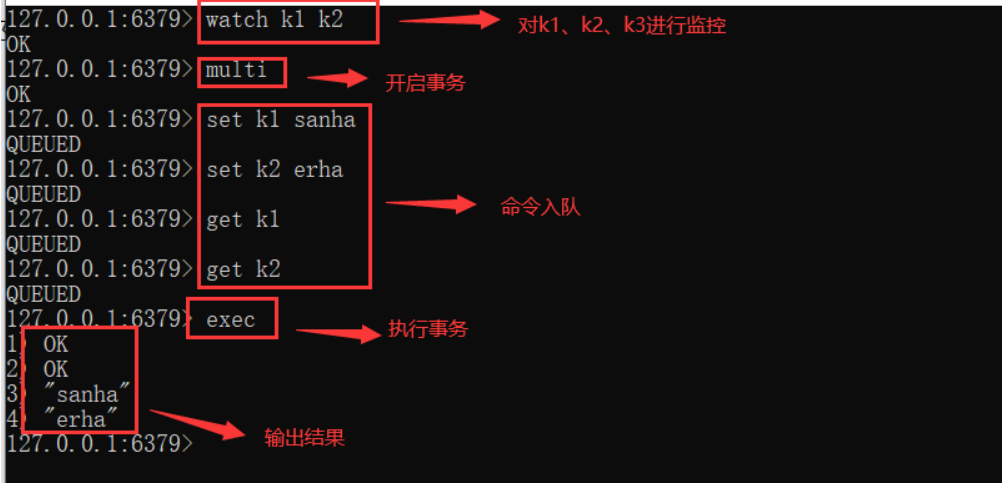 127.0.0.1:6379> watch k1 k2 对k1、k2、k3进行监控
OK
127.0.0.1:6379> multi 开启事务
OK
127.0.0.1:6379> set k1 sanha
QUEUED
127.0.0.1:6379> set k2 erha
QUEUED 命令入队
127.0.0.1:6379> get k1
QUEUED
127.0.0.1:6379> get k2
QUEUED
127.0.0.1:6379> exec 执行事务
1) OK
2) OK
3) "sanha"
4) "erha" 输出结果
127.0.0.1:6379>